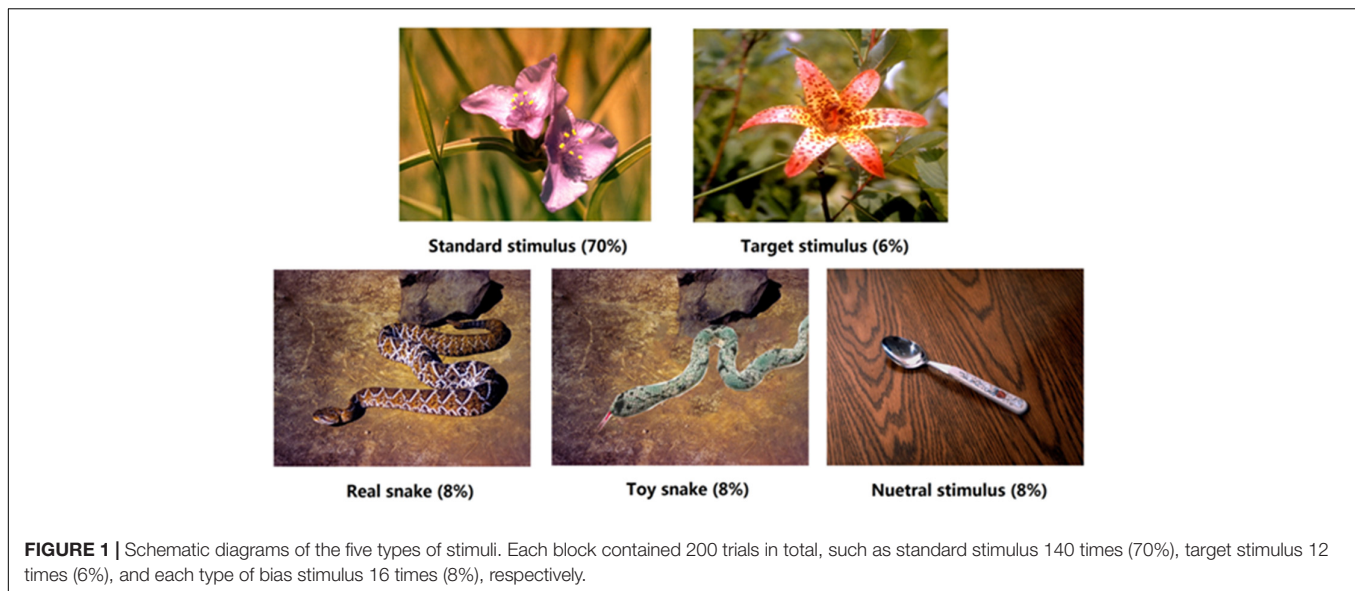 Standard stimulus (70%)
Target stimulus (6%)
Real snake (8%)
Toy snake (8%)
Nuetral stimulus (8%)
FIGURE 1 | Schematic diagrams of the five types of stimuli. Each block contained 200 trials in total, such as standard stimulus 140 times (70%), target stimulus 12
times (6%), and each type of bias stimulus 16 times (8%), respectively.